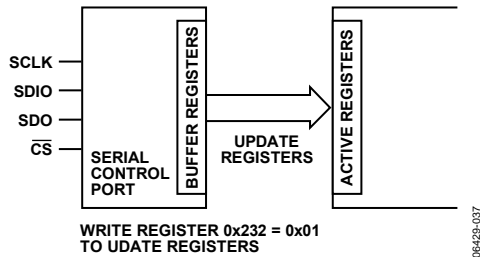 SCLK
SDIO
SDO
CS
SERIAL
CONTROL
PORT
BUFFER REGISTERS
UPDATE
REGISTERS
ACTIVE REGISTERS
WRITE REGISTER 0x232 = 0x01
TO UDATE REGISTERS
06429-037